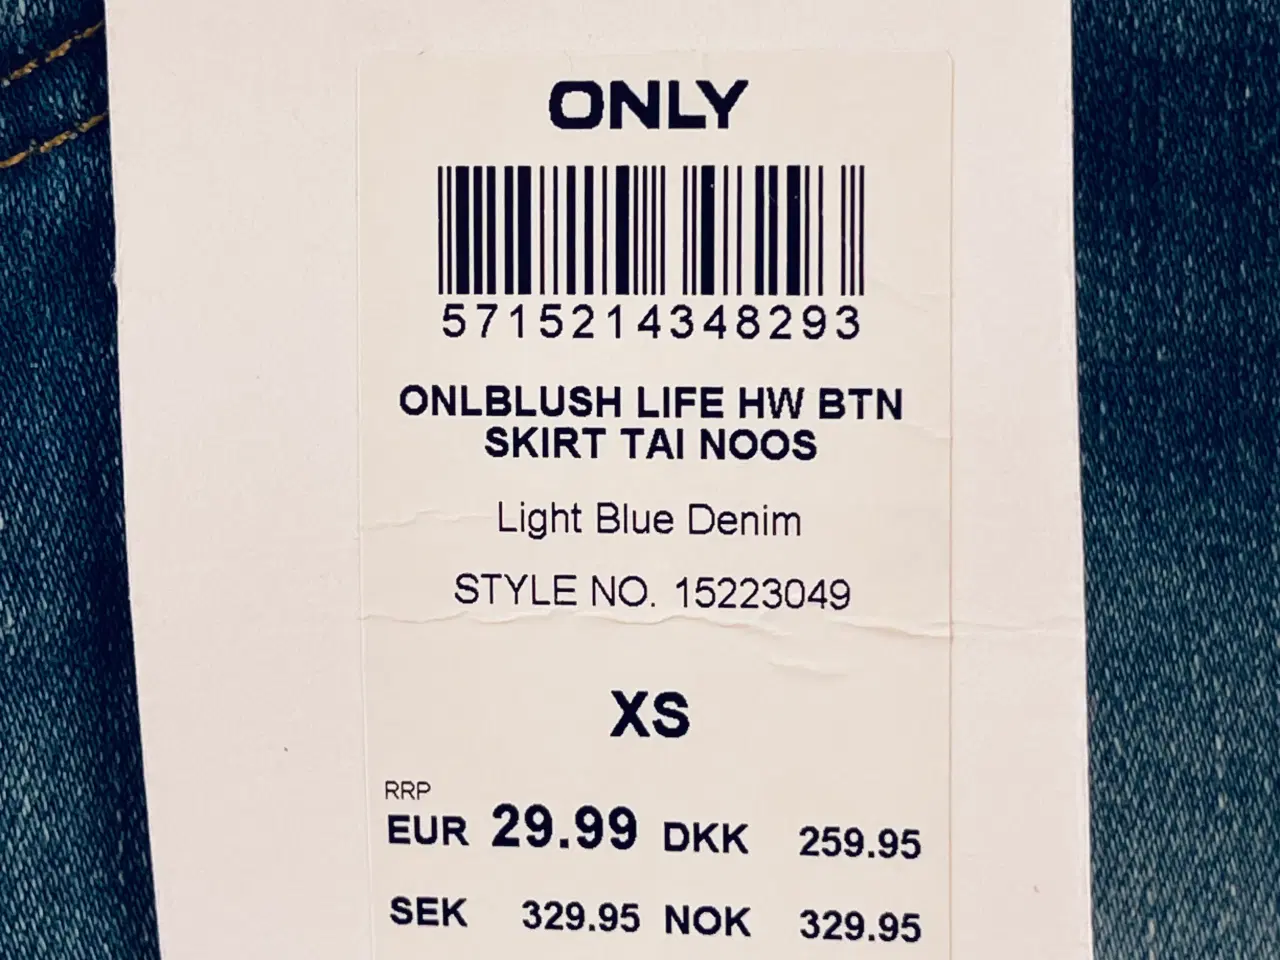 ONLY
5715214348293
ONLBLUSH LIFE HW BTN
SKIRT TAI NOOS
Light Blue Denim
STYLE NO. 15223049
XS
RRP
EUR 29.99 DKK 259.95
SEK 329.95 NOK 329.95